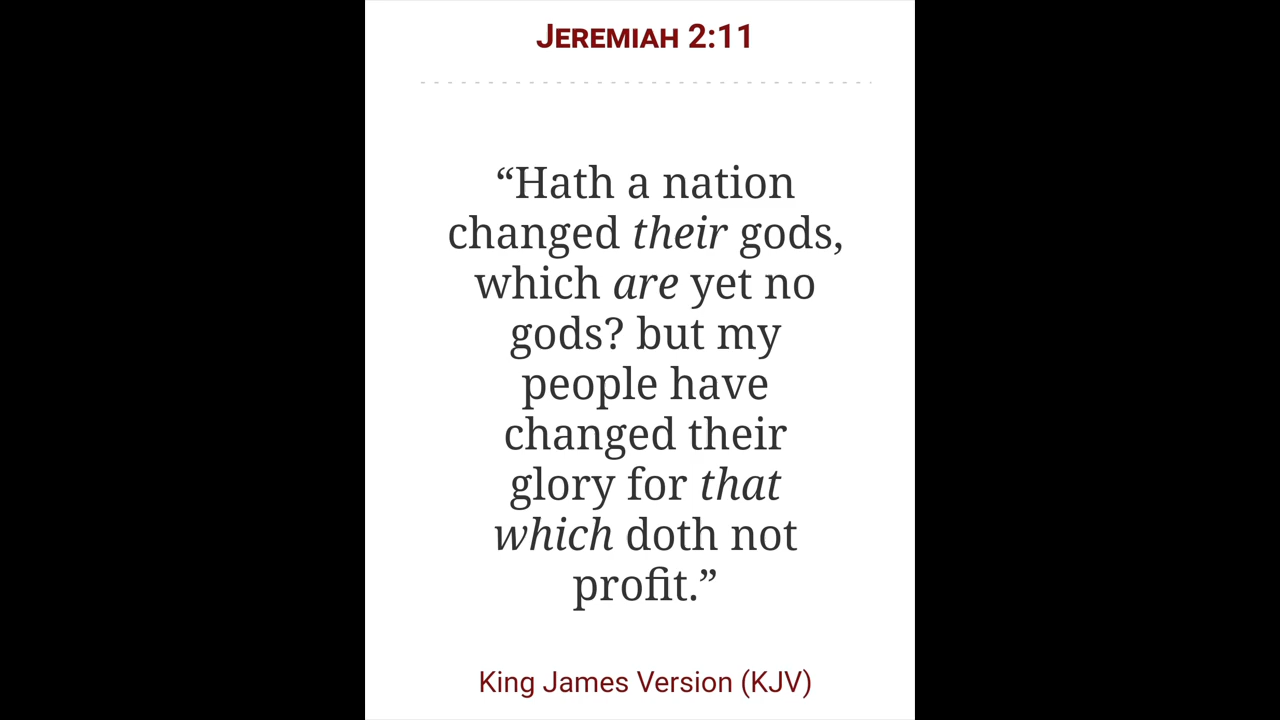 JEREMIAH 2:11
“Hath a nation
changed their gods,
which are yet no
gods? but my
people have
changed their
glory for that
which doth not
profit.”
King James Version (KJV)